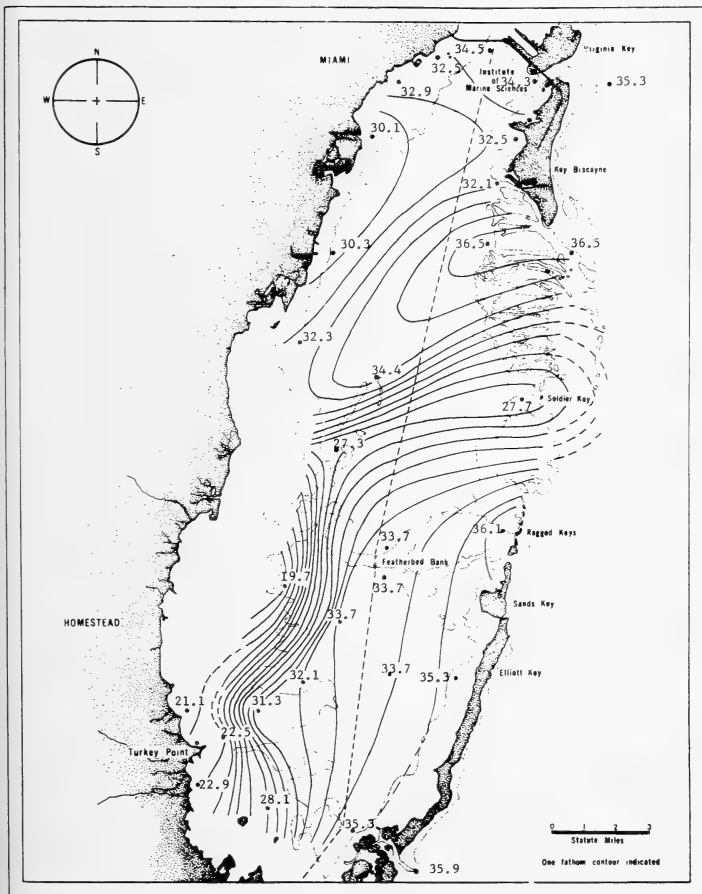 N
W
E
S
MIAMI
34.5
Virginia Key
32.5
Institute
of
Marine Sciences
34.3
35.3
32.9
30.1
32.5
Key Biscayne
32.1
36.5
36.5
30.3
32.3
34.4
27.7
Soldier Key
27.3
36.1
Ragged Keys
33.7
Featherbed Bank
19.7
33.7
Sands Key
HOMESTEAD
33.7
32.1
33.7
35.3
Elliott Key
21.1
31.3
22.5
Turkey Point
22.9
28.1
35.3
35.9
0 1 2 3
Statute Miles
One fathom contour indicated